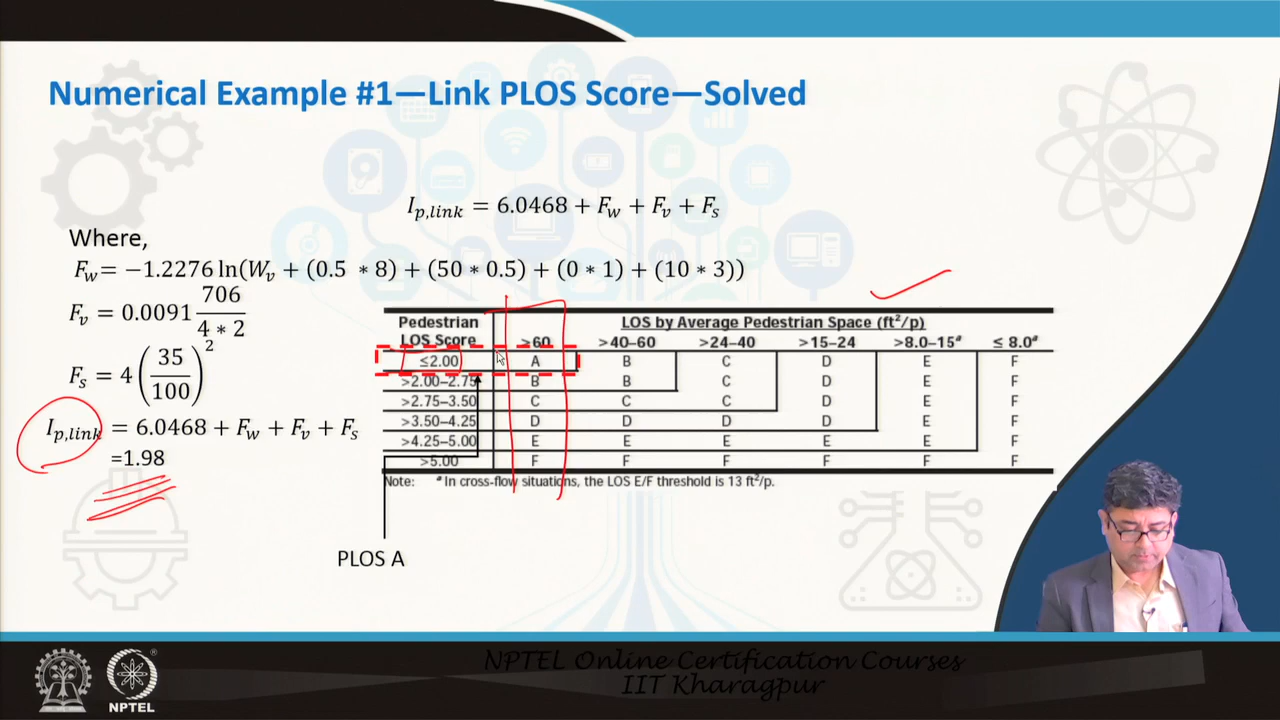 Numerical Example #1—Link PLOS Score—Solved
I_{p,link} = 6.0468 + F_w + F_v + F_s
Where,
F_w = −1.2276 ln(W_v + (0.5 * 8) + (50 * 0.5) + (0 * 1) + (10 * 3))
F_v = 0.0091 706/(4 * 2)
F_s = 4(35/100)^2
I_{p,link} = 6.0468 + F_w + F_v + F_s
=1.98
Pedestrian LOS by Average Pedestrian Space (ft²/p)
LOS Score >60 >40–60 >24–40 >15–24 >8.0–15ᵃ ≤ 8.0ᵃ
≤2.00 A B C D E F
>2.00–2.75 B B C D E F
>2.75–3.50 C C C D E F
>3.50–4.25 D D D D E F
>4.25–5.00 E E E E E F
>5.00 F F F F F F
Note: ᵃ In cross-flow situations, the LOS E/F threshold is 13 ft²/p.
PLOS A
NPTEL Online Certification Courses
IIT Kharagpur
NPTEL